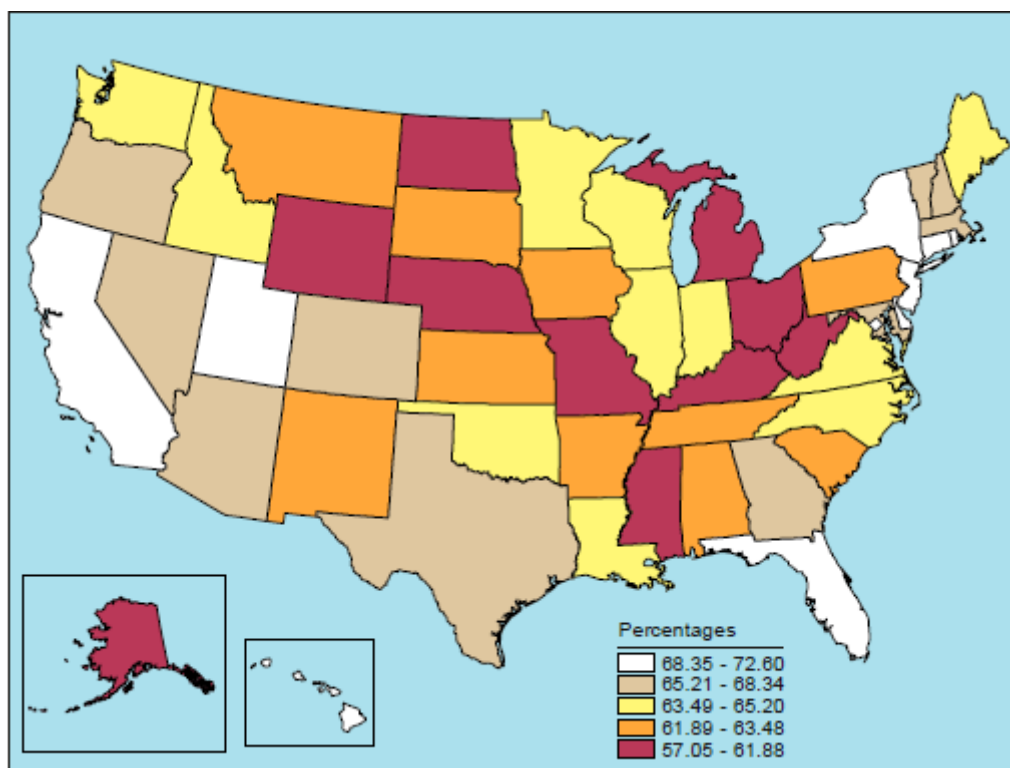 Percentages
68.35 - 72.60
65.21 - 68.34
63.49 - 65.20
61.89 - 63.48
57.05 - 61.88